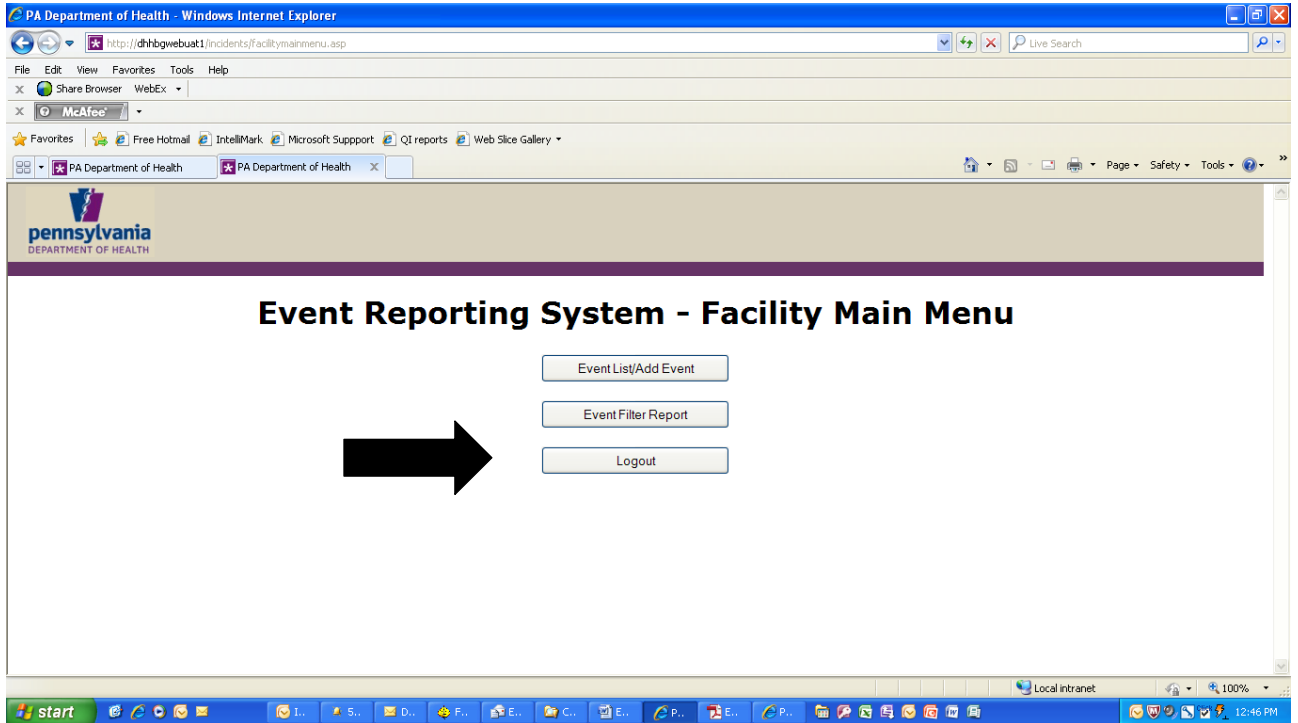 PA Department of Health - Windows Internet Explorer
http://dhhbgwebuat1/incidents/facilitymainmenu.asp
Live Search
File Edit View Favorites Tools Help
x Share Browser WebEx
x McAfee
Favorites Free Hotmail IntelliMark Microsoft Suppport QI reports Web Slice Gallery
PA Department of Health PA Department of Health X Page Safety Tools
pennsylvania
DEPARTMENT OF HEALTH
Event Reporting System - Facility Main Menu
Event List/Add Event
Event Filter Report
Logout
Local intranet 100%
start I.. 5.. D.. F.. E.. C.. E.. P.. E.. P.. 12:46 PM